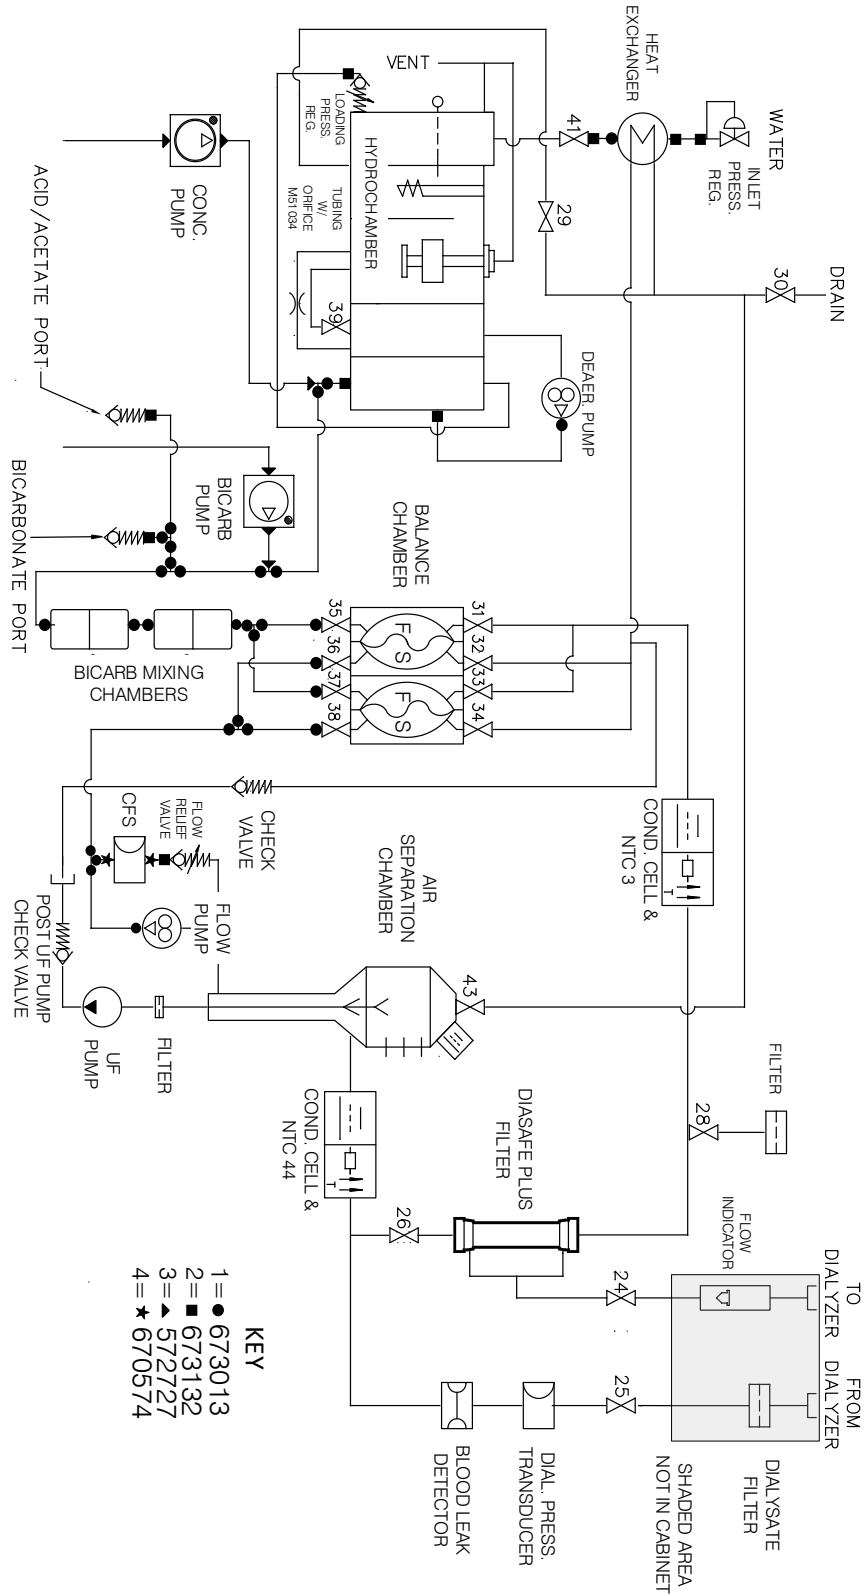 WATER
INLET
PRESS.
REG.
HEAT
EXCHANGER
41
VENT
LOADING
PRESS.
REG.
HYDROCHAMBER
TUBING
W/
ORIFICE
M51034
29
30
DRAIN
39
DEAER. PUMP
CONC.
PUMP
ACID/ACETATE PORT
BICARB
PUMP
BICARBONATE PORT
BICARB MIXING
CHAMBERS
BALANCE
CHAMBER
31
32
33
34
35
36
37
38
F
S
F
S
CHECK
VALVE
FLOW
RELIEF
VALVE
CFS
FLOW
PUMP
POST UF PUMP
CHECK VALVE
UF
PUMP
FILTER
AIR
SEPARATION
CHAMBER
43
COND. CELL &
NTC 3
T
COND. CELL &
NTC 44
T
FILTER
28
DIASAFE PLUS
FILTER
26
24
25
FLOW
INDICATOR
TO
DIALYZER
FROM
DIALYZER
DIALYSATE
FILTER
SHADED AREA
NOT IN CABINET
DIAL. PRESS.
TRANSDUCER
BLOOD LEAK
DETECTOR
KEY
1=● 673013
2=■ 673132
3=▲ 572727
4=★ 670574